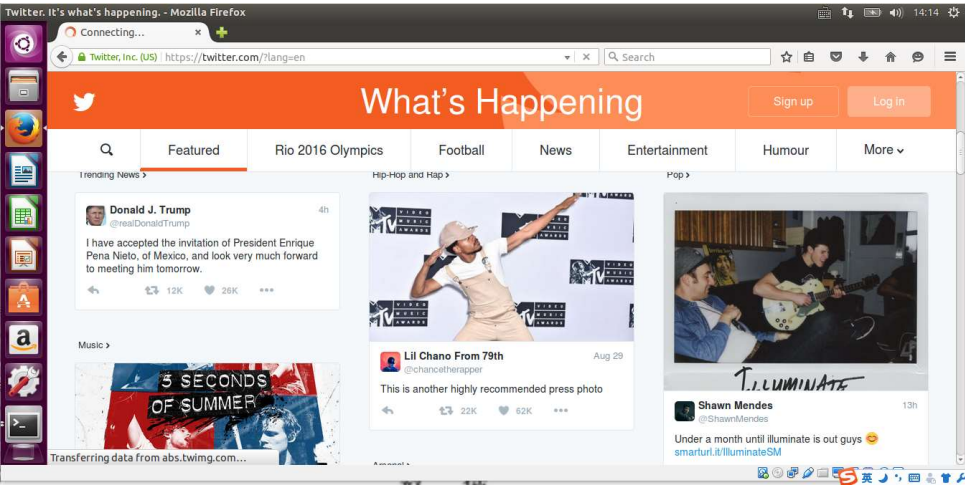 Twitter. It's what's happening. - Mozilla Firefox
14:14
Connecting...
Twitter, Inc. (US) https://twitter.com/?lang=en
Search
What's Happening
Sign up
Log in
Featured
Rio 2016 Olympics
Football
News
Entertainment
Humour
More
Trending News
Hip-Hop and Rap
Pop
Donald J. Trump 4h
@realDonaldTrump
I have accepted the invitation of President Enrique
Pena Nieto, of Mexico, and look very much forward
to meeting him tomorrow.
12K 26K
Music
5 SECONDS
OF SUMMER
VIDEO
MUSIC
AWARDS
Lil Chano From 79th Aug 29
@chancetherapper
This is another highly recommended press photo
22K 62K
Arsenal
ILLUMINATE
Shawn Mendes 13h
@ShawnMendes
Under a month until illuminate is out guys
smarturl.it/IlluminateSM
Transferring data from abs.twimg.com...
英